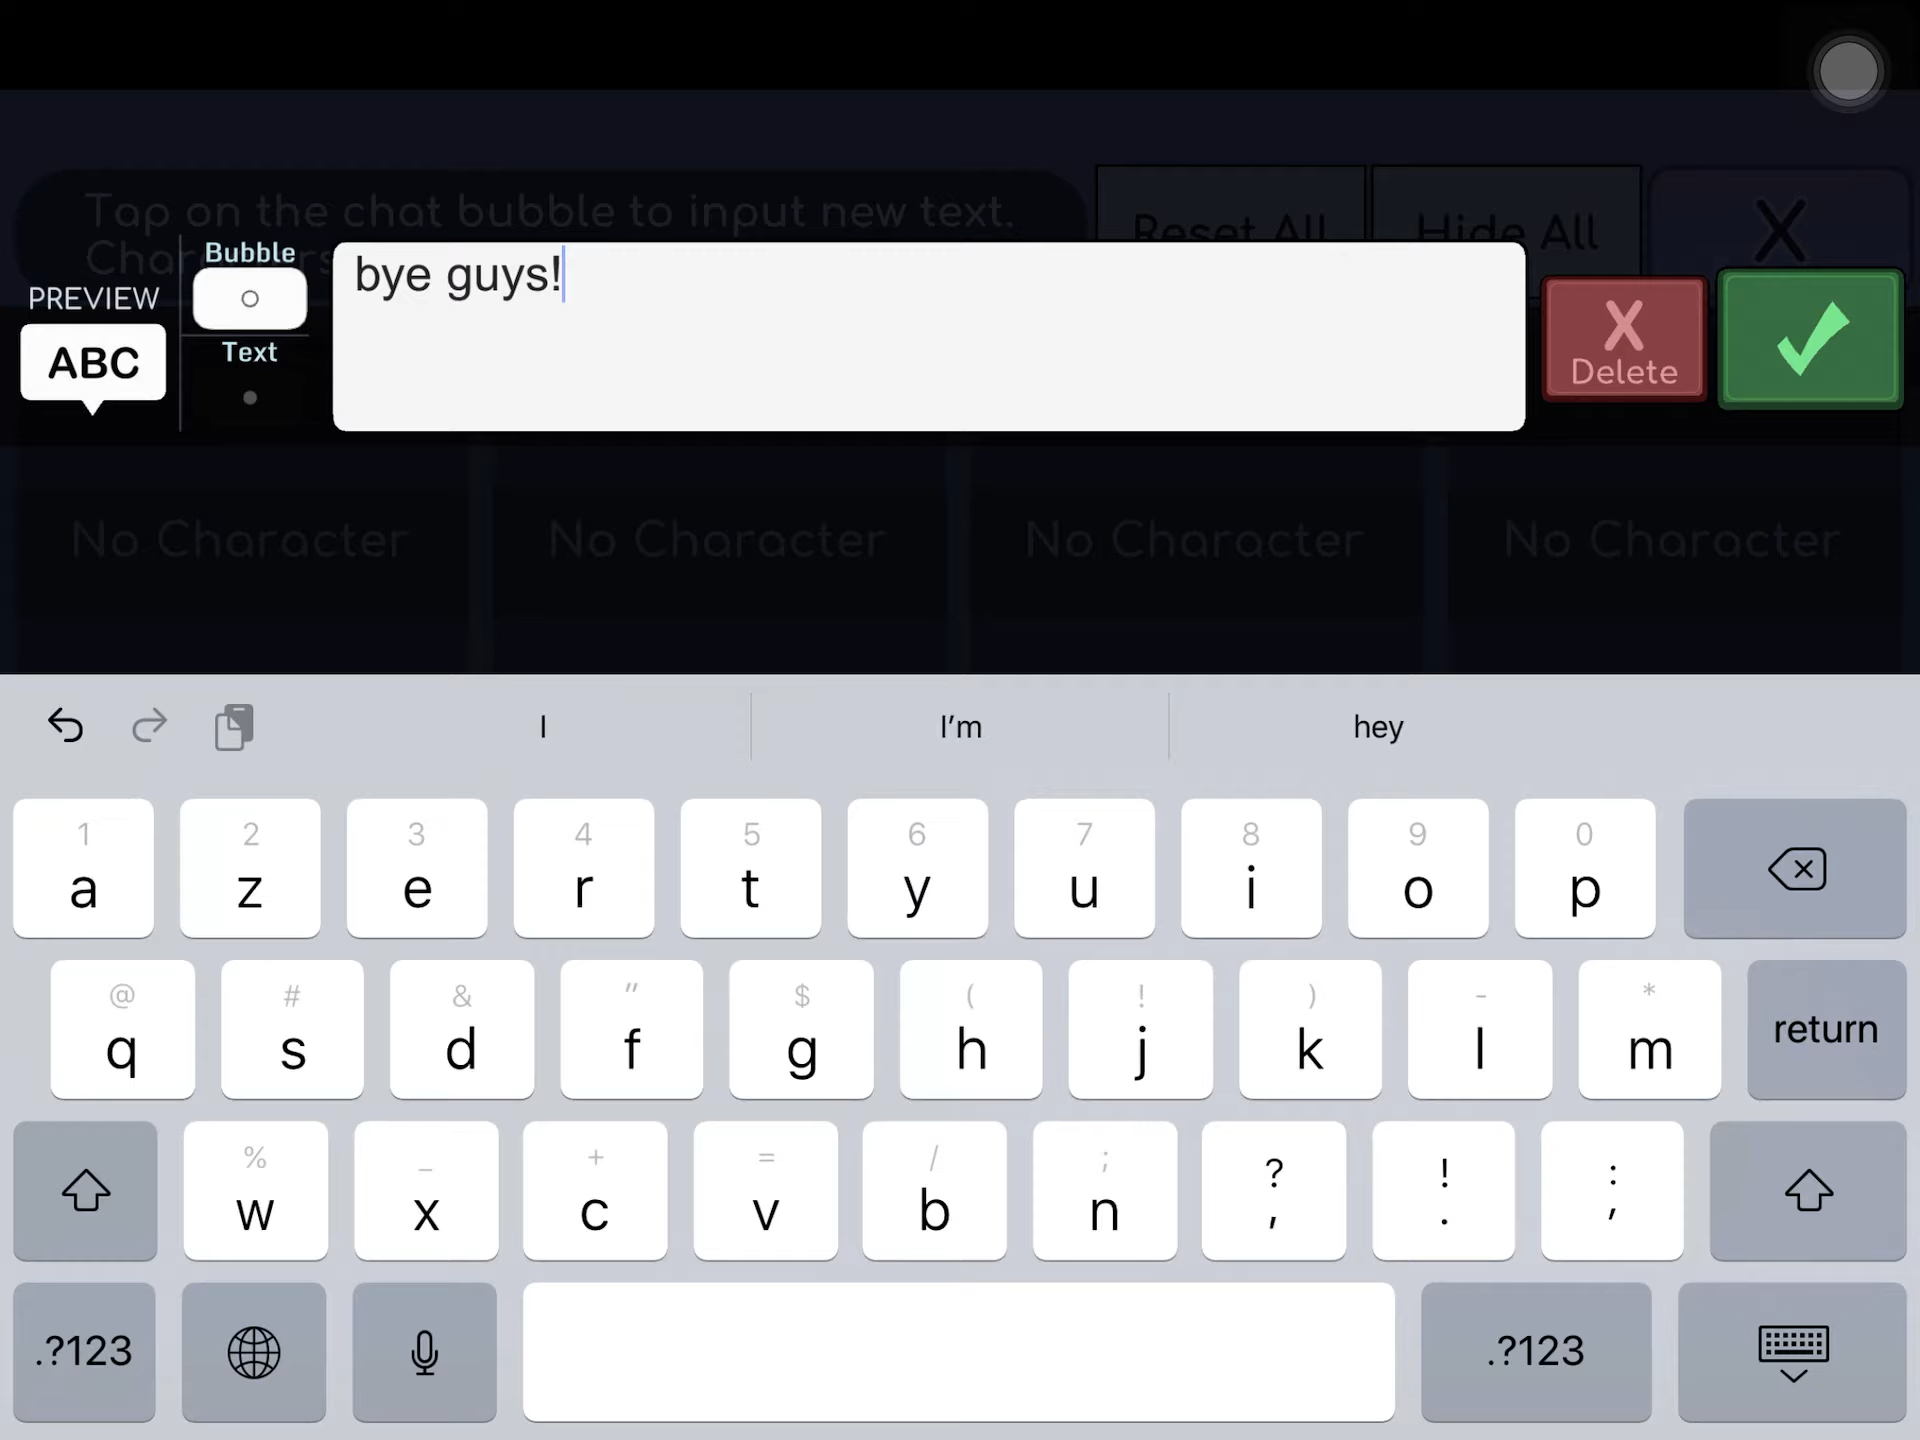 Tap on the chat bubble to input new text.
Reset All
Hide All
X
Bubble
PREVIEW
ABC
Text
bye guys!
X
Delete
No Character
No Character
No Character
No Character
I
I'm
hey
1 2 3 4 5 6 7 8 9 0
a z e r t y u i o p
@ # & " $ ( ! ) - *
q s d f g h j k l m
return
% _ + = / ; ? ! :
w x c v b n , . '
.?123
.?123